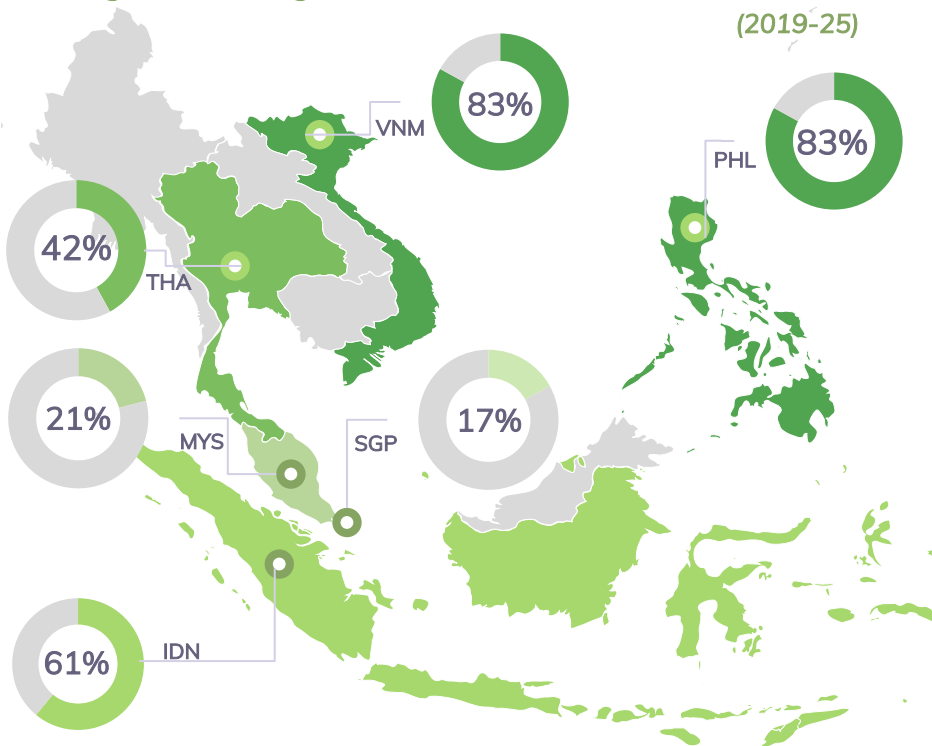 (2019-25)
83%
VNM
83%
PHL
42%
THA
21%
MYS
17%
SGP
61%
IDN